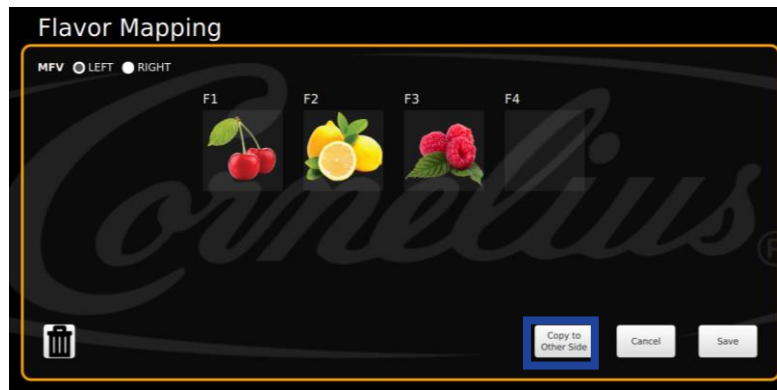 Flavor Mapping
MFV LEFT RIGHT
F1 F2 F3 F4
Cornelius®
Copy to
Other Side
Cancel
Save